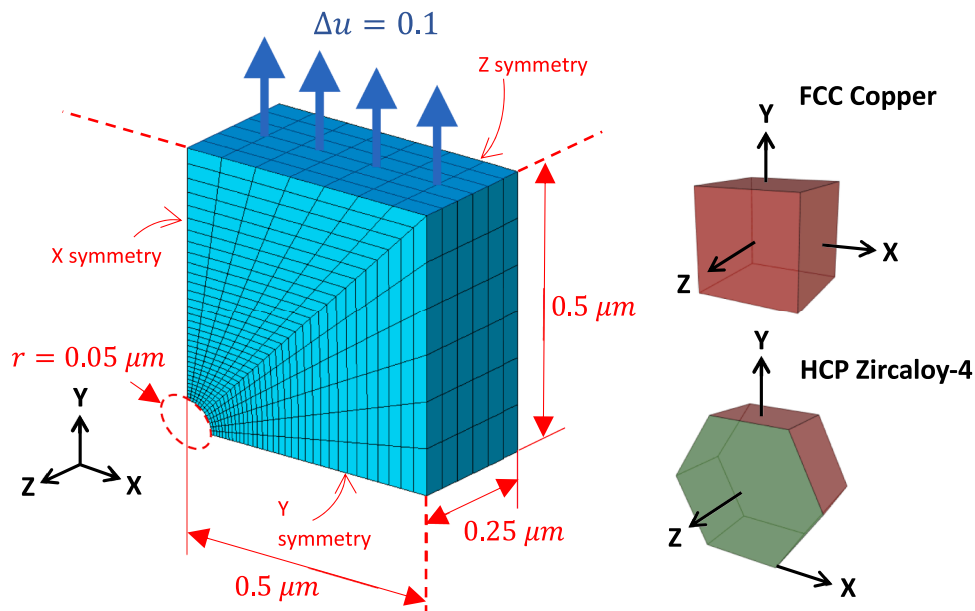 Δu = 0.1
Z symmetry
X symmetry
r = 0.05 μm
Y
Z
X
Y
symmetry
0.5 μm
0.25 μm
0.5 μm
FCC Copper
Y
X
Z
HCP Zircaloy-4
Y
Z
X